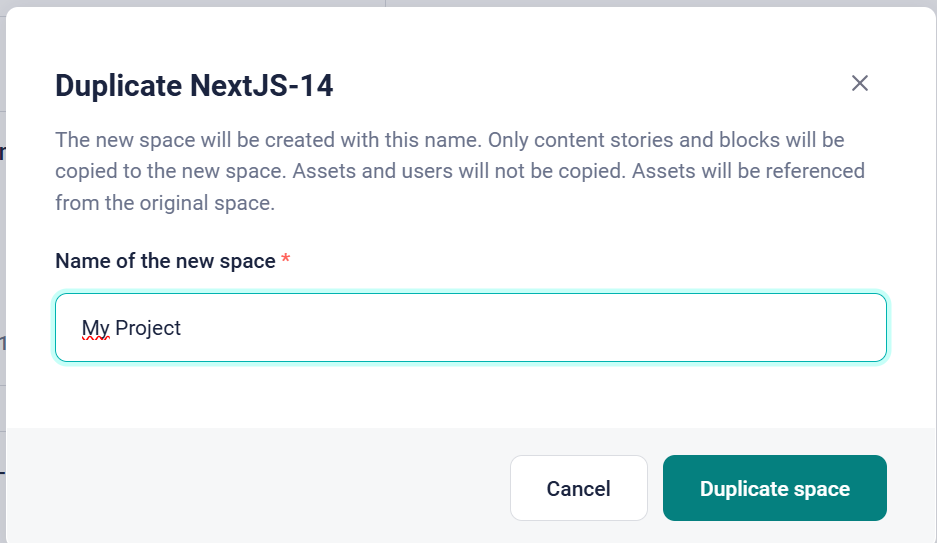 Duplicate NextJS-14
The new space will be created with this name. Only content stories and blocks will be
copied to the new space. Assets and users will not be copied. Assets will be referenced
from the original space.
Name of the new space *
My Project
Cancel
Duplicate space